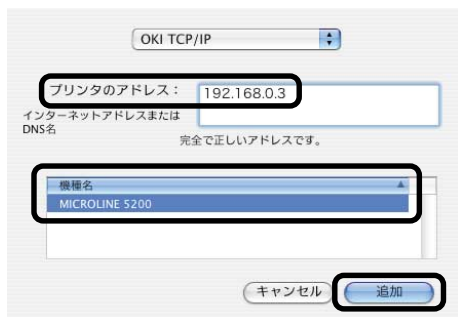 OKI TCP/IP
プリンタのアドレス：
192.168.0.3
インターネットアドレスまたは
DNS名
完全で正しいアドレスです。
機種名
MICROLINE 5200
キャンセル
追加